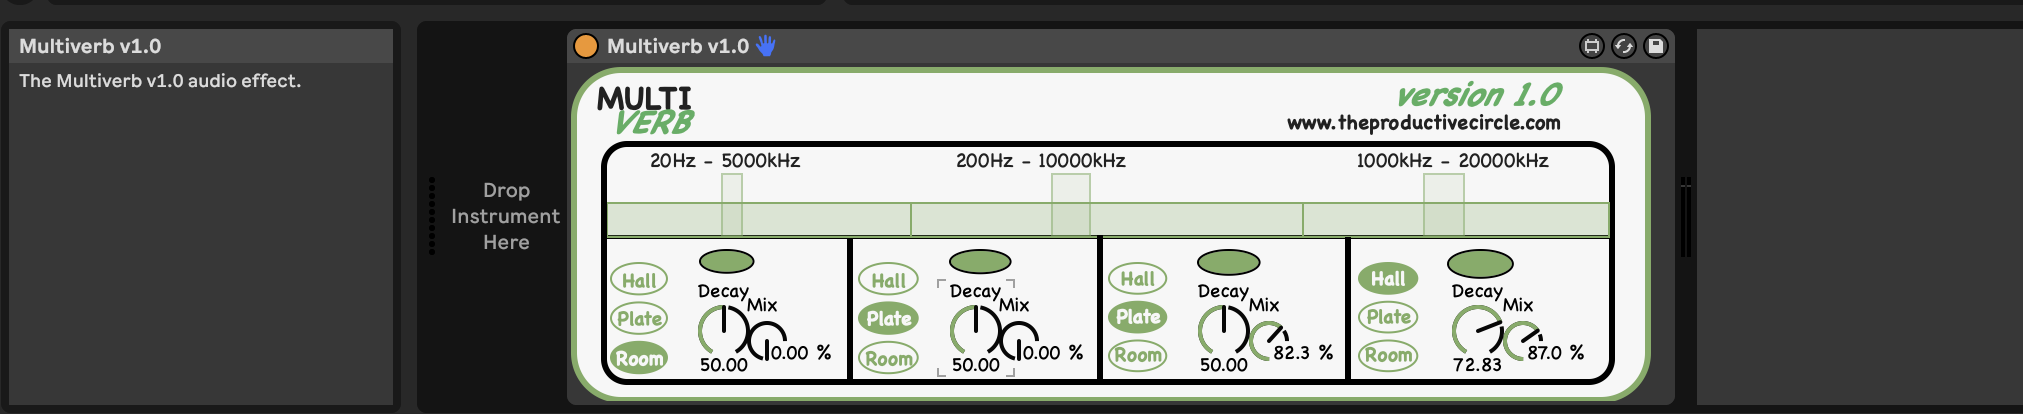 Multiverb v1.0
The Multiverb v1.0 audio effect.
Drop
Instrument
Here
Multiverb v1.0
MULTI
VERB
version 1.0
www.theproductivecircle.com
20Hz - 5000kHz
200Hz - 10000kHz
1000kHz - 20000kHz
Hall
Plate
Room
Decay
Mix
50.00
0.00 %
Hall
Plate
Room
Decay
Mix
50.00
0.00 %
Hall
Plate
Room
Decay
Mix
50.00
82.3 %
Hall
Plate
Room
Decay
Mix
72.83
87.0 %